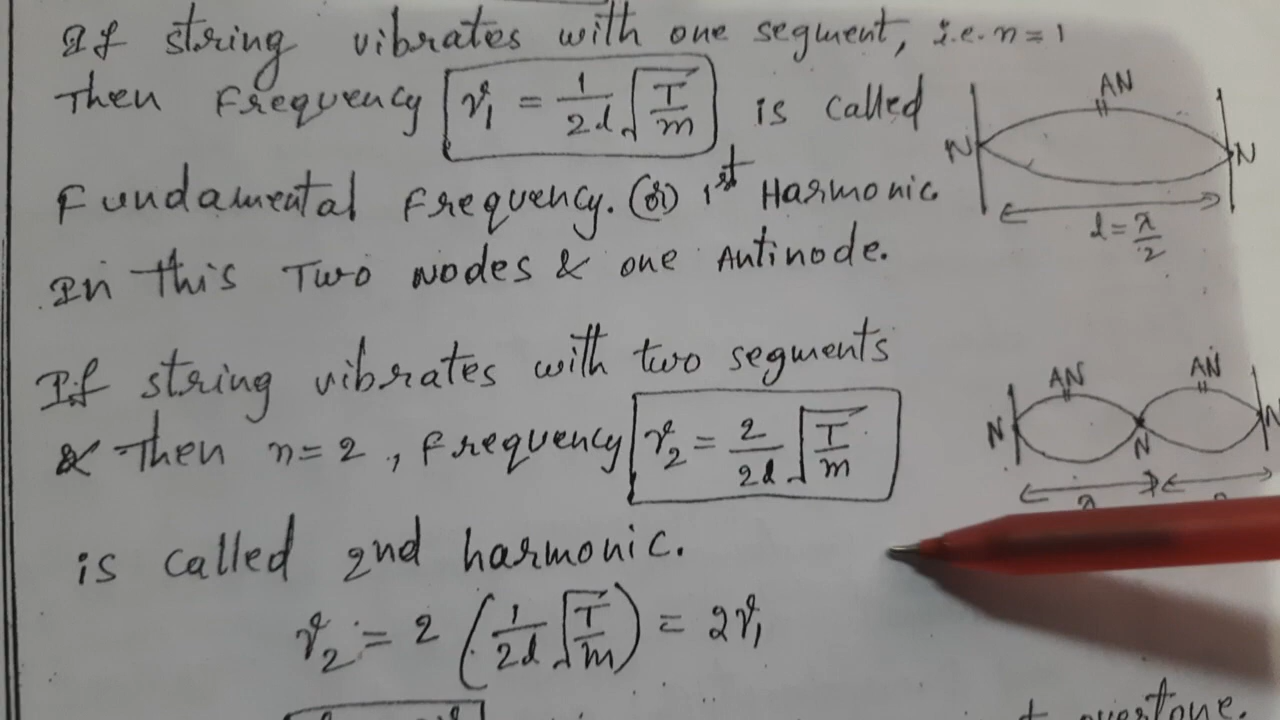 If string vibrates with one segment, i.e. n = 1
Then Frequency ν₁ = 1/2l √(T/m) is called
Fundamental Frequency. (or) 1st Harmonic
In this Two Nodes & one Antinode.
AN
N N
l = λ/2
If string vibrates with two segments
& Then n = 2, Frequency ν₂ = 2/2l √(T/m)
is called 2nd harmonic.
AN AN
N N N
ν₂ = 2 (1/2l √(T/m)) = 2ν₁
overtone.